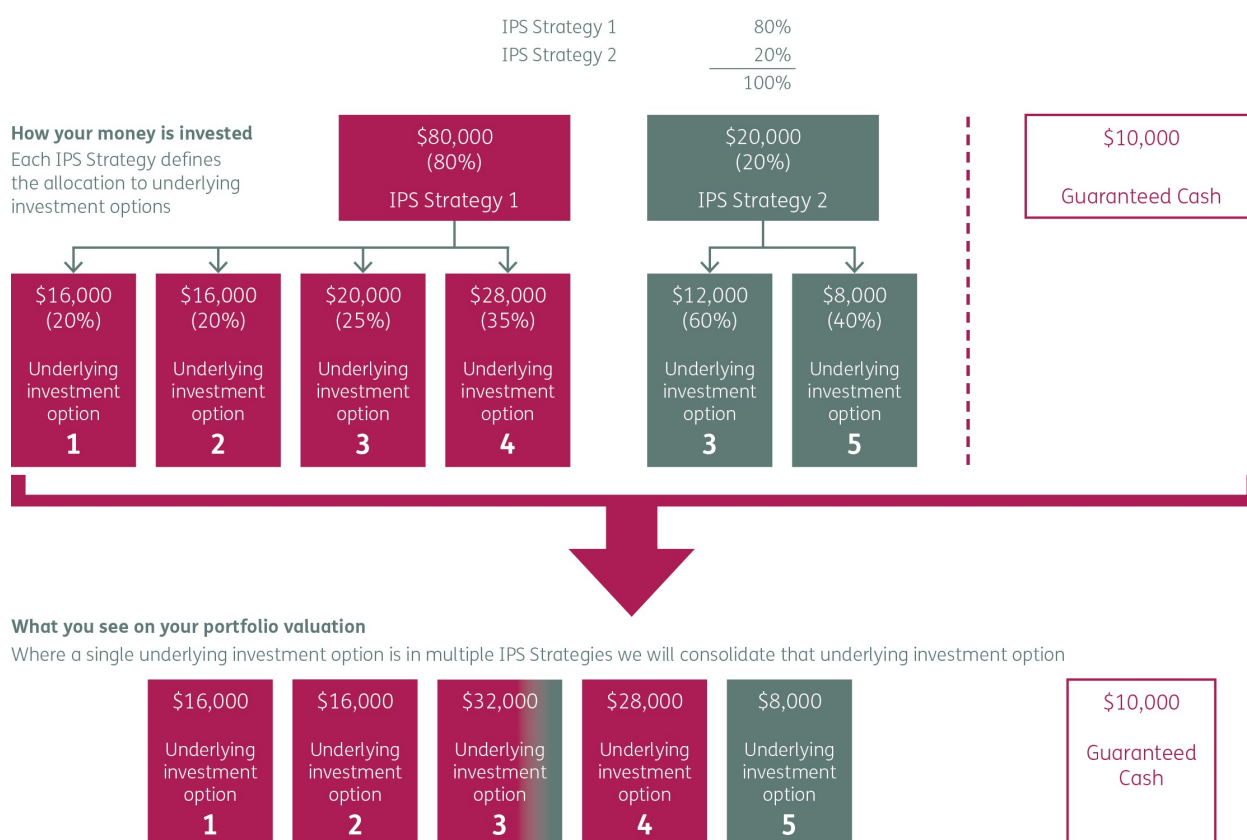 IPS Strategy 1 80%
IPS Strategy 2 20%
100%
How your money is invested
Each IPS Strategy defines
the allocation to underlying
investment options
$80,000
(80%)
IPS Strategy 1
$20,000
(20%)
IPS Strategy 2
$10,000
Guaranteed Cash
$16,000
(20%)
Underlying
investment
option
1
$16,000
(20%)
Underlying
investment
option
2
$20,000
(25%)
Underlying
investment
option
3
$28,000
(35%)
Underlying
investment
option
4
$12,000
(60%)
Underlying
investment
option
3
$8,000
(40%)
Underlying
investment
option
5
What you see on your portfolio valuation
Where a single underlying investment option is in multiple IPS Strategies we will consolidate that underlying investment option
$16,000
Underlying
investment
option
1
$16,000
Underlying
investment
option
2
$32,000
Underlying
investment
option
3
$28,000
Underlying
investment
option
4
$8,000
Underlying
investment
option
5
$10,000
Guaranteed
Cash